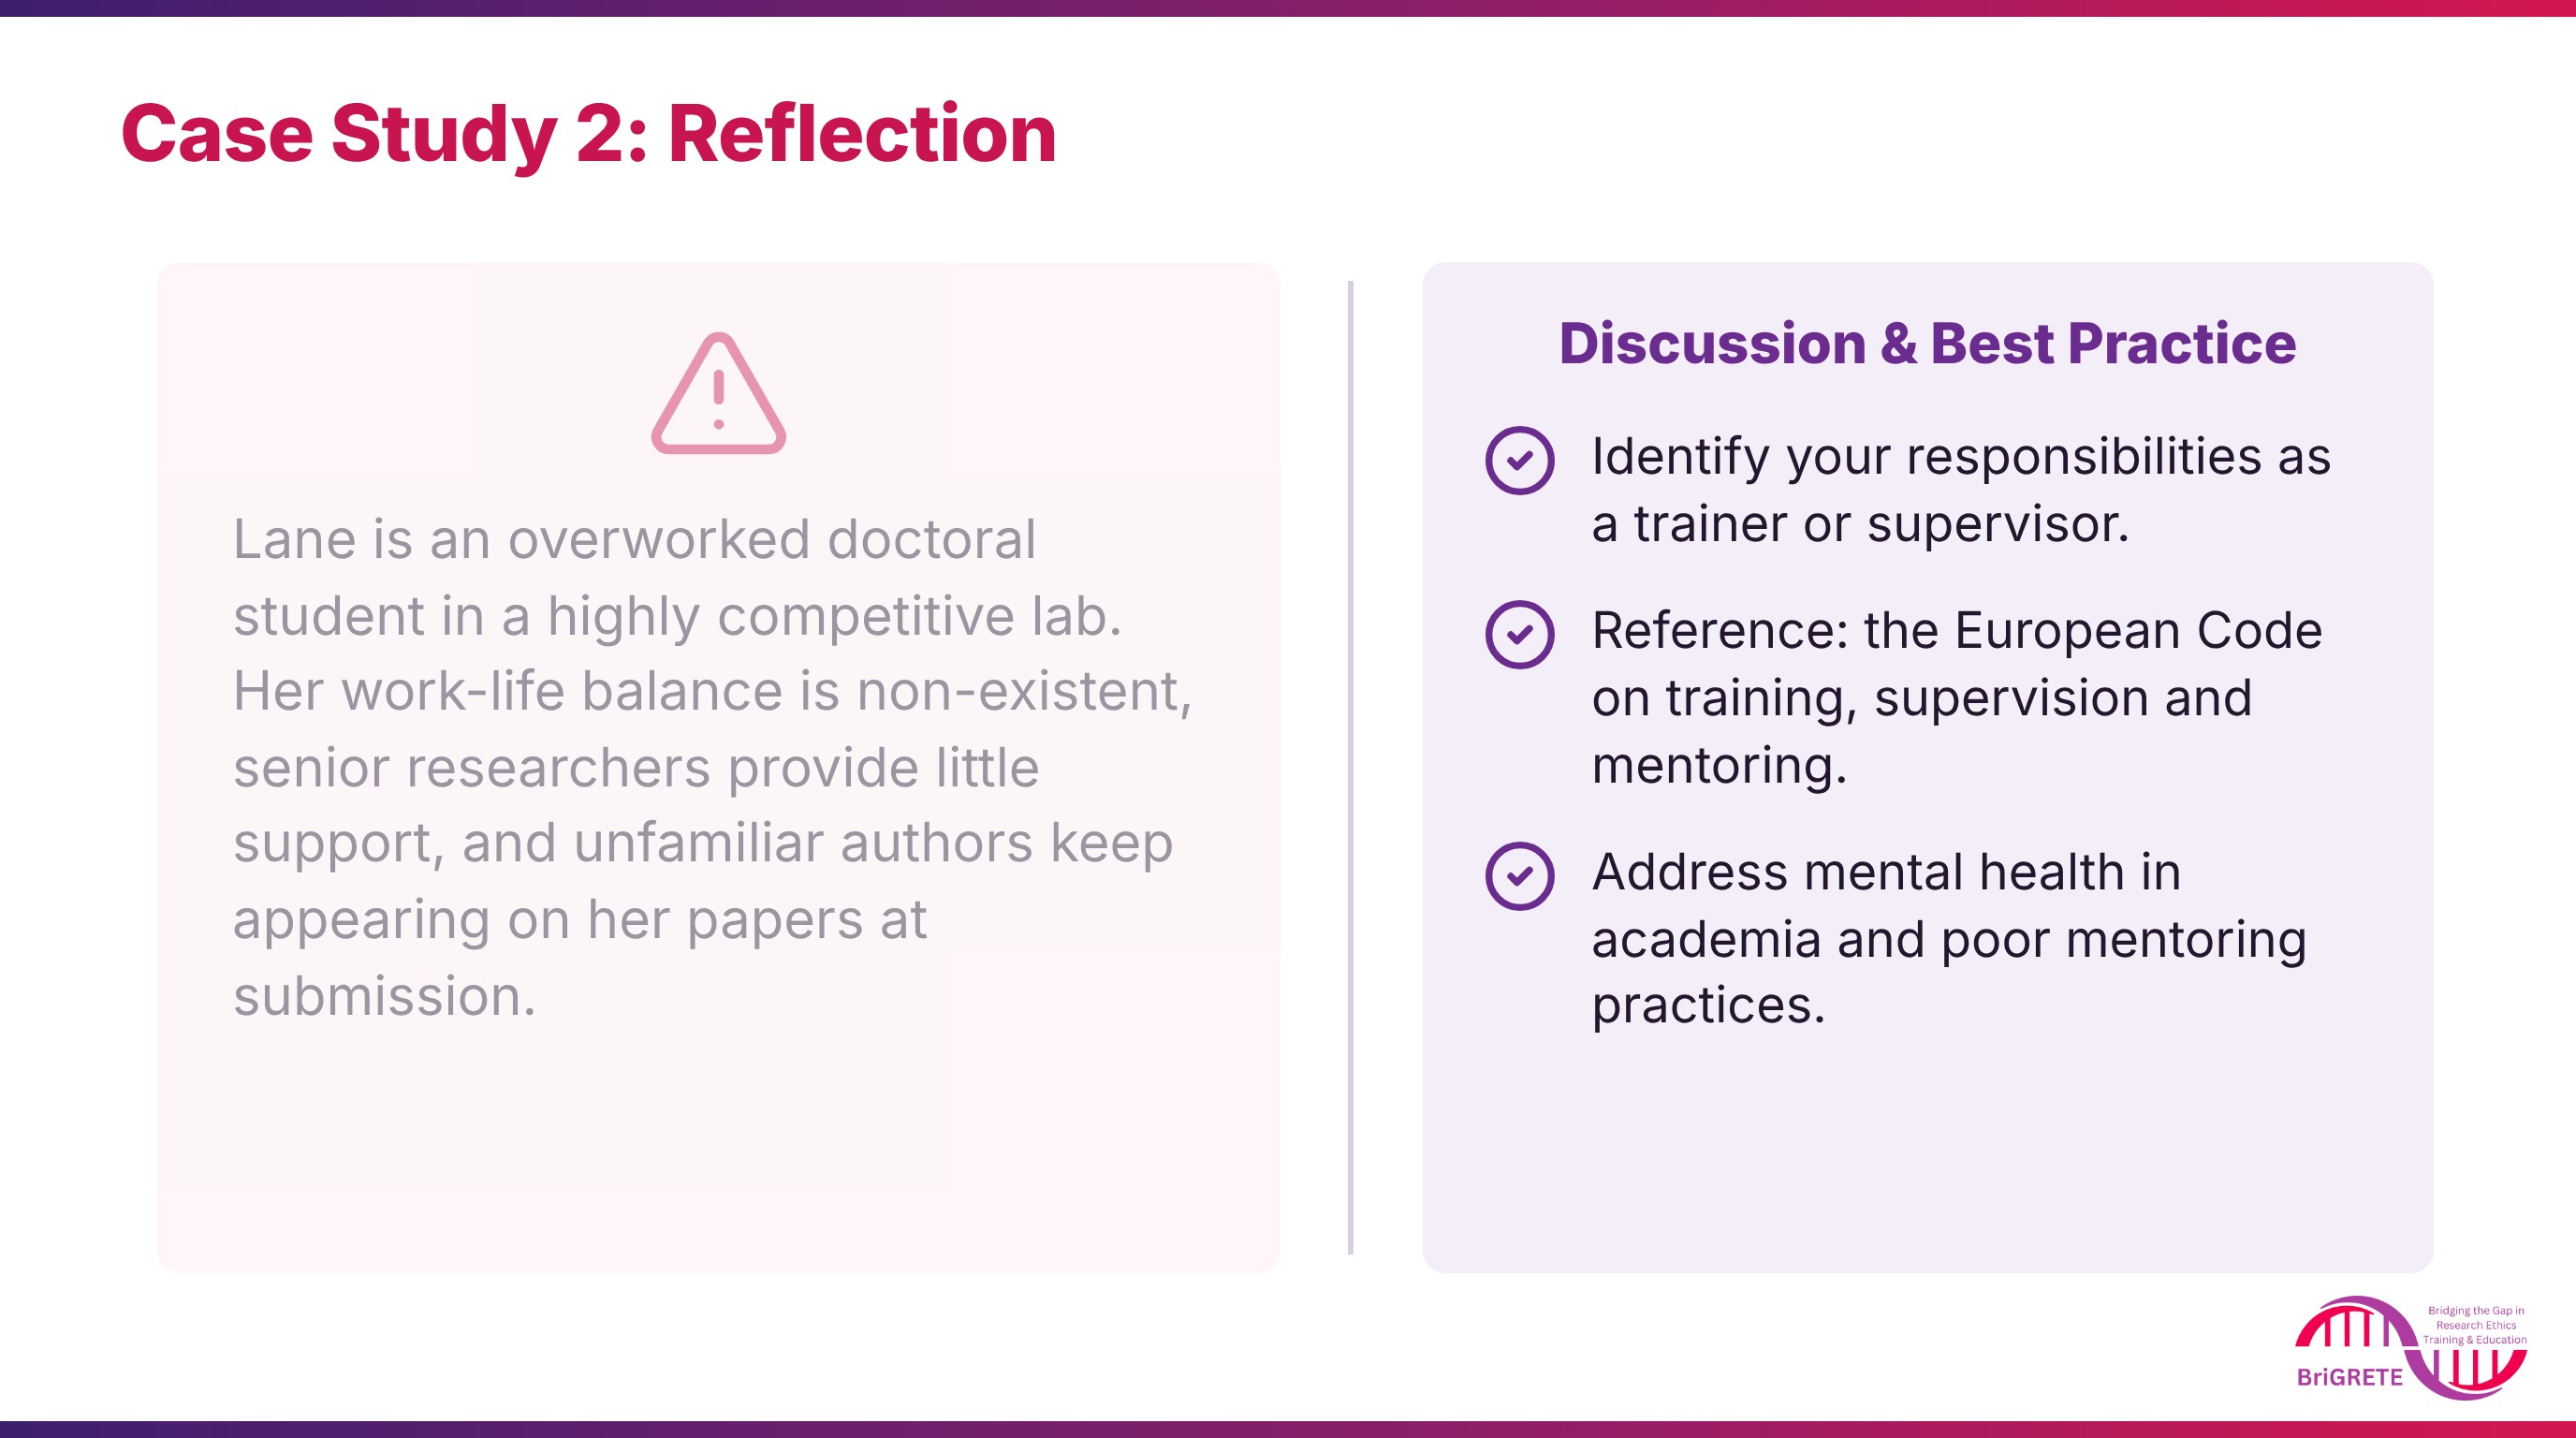 Case Study 2: Reflection
Lane is an overworked doctoral
student in a highly competitive lab.
Her work-life balance is non-existent,
senior researchers provide little
support, and unfamiliar authors keep
appearing on her papers at
submission.
Discussion & Best Practice
Identify your responsibilities as
a trainer or supervisor.
Reference: the European Code
on training, supervision and
mentoring.
Address mental health in
academia and poor mentoring
practices.
Bridging the Gap in
Research Ethics
Training & Education
BriGRETE